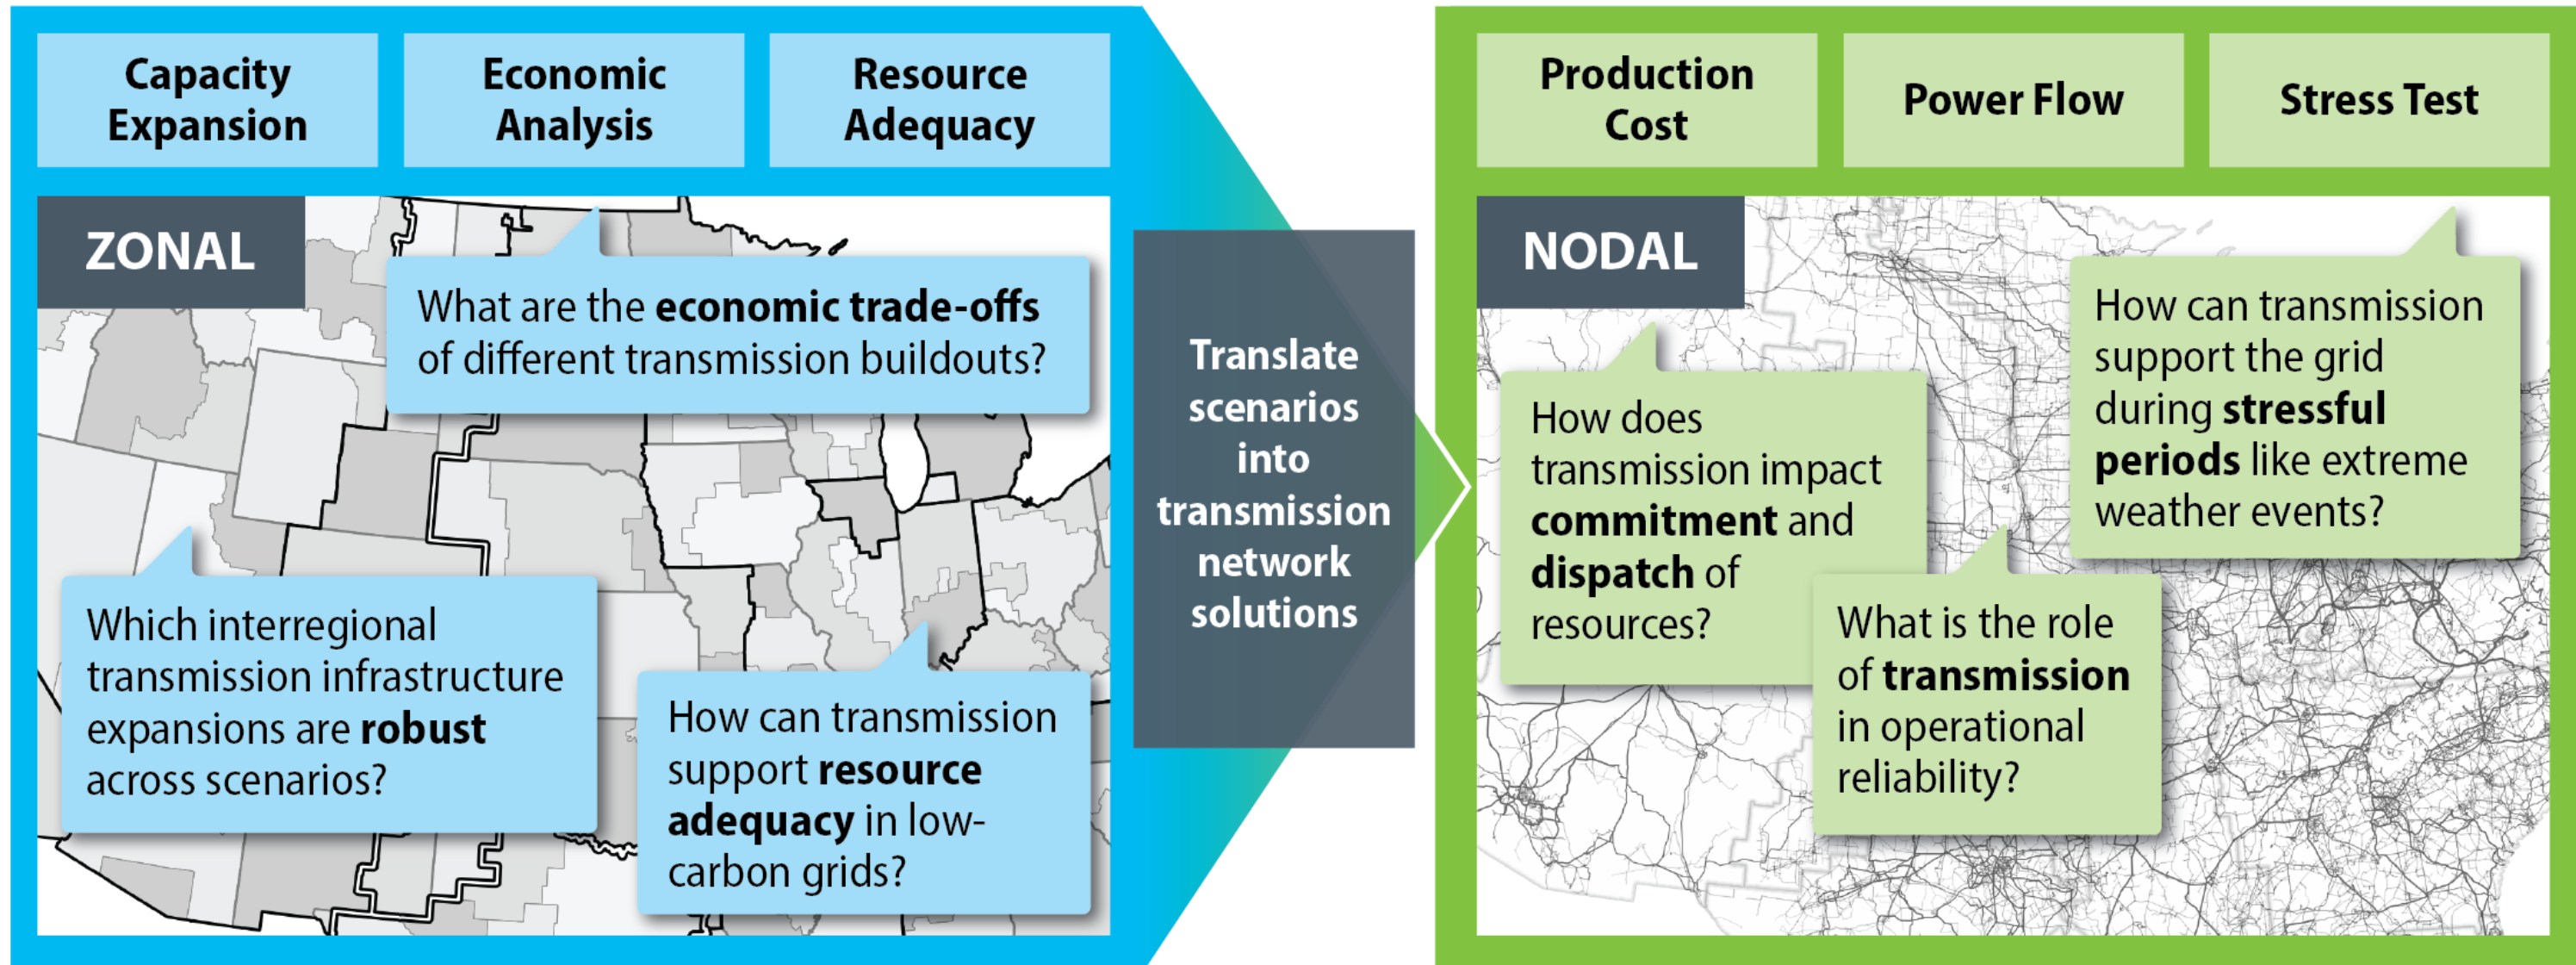 Capacity
Expansion
Economic
Analysis
Resource
Adequacy
ZONAL
What are the economic trade-offs
of different transmission buildouts?
Which interregional
transmission infrastructure
expansions are robust
across scenarios?
How can transmission
support resource
adequacy in low-
carbon grids?
Translate
scenarios
into
transmission
network
solutions
Production
Cost
Power Flow
Stress Test
NODAL
How does
transmission impact
commitment and
dispatch of
resources?
What is the role
of transmission
in operational
reliability?
How can transmission
support the grid
during stressful
periods like extreme
weather events?